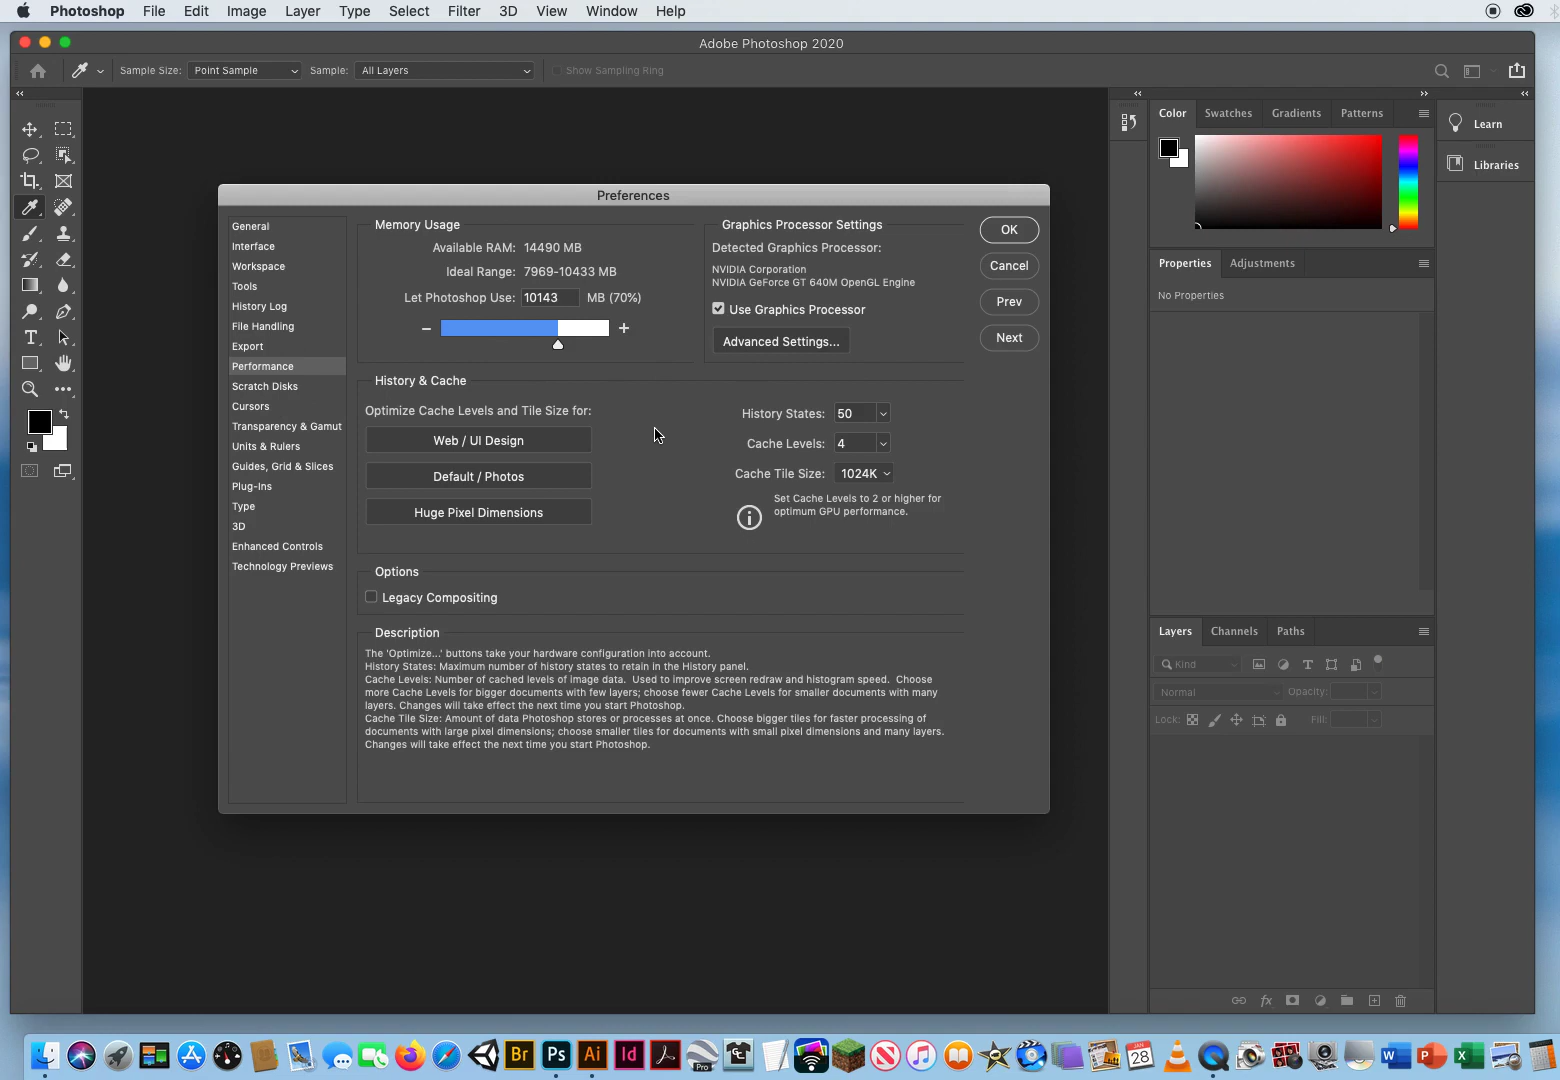 Photoshop File Edit Image Layer Type Select Filter 3D View Window Help
Adobe Photoshop 2020
Sample Size: Point Sample Sample: All Layers Show Sampling Ring
Color Swatches Gradients Patterns
Learn
Libraries
Properties Adjustments
No Properties
Layers Channels Paths
Kind
Normal Opacity:
Lock: Fill:
Preferences
General
Interface
Workspace
Tools
History Log
File Handling
Export
Performance
Scratch Disks
Cursors
Transparency & Gamut
Units & Rulers
Guides, Grid & Slices
Plug-Ins
Type
3D
Enhanced Controls
Technology Previews
Memory Usage
Available RAM: 14490 MB
Ideal Range: 7969-10433 MB
Let Photoshop Use: 10143 MB (70%)
Graphics Processor Settings
Detected Graphics Processor:
NVIDIA Corporation
NVIDIA GeForce GT 640M OpenGL Engine
Use Graphics Processor
Advanced Settings...
OK
Cancel
Prev
Next
History & Cache
Optimize Cache Levels and Tile Size for:
Web / UI Design
Default / Photos
Huge Pixel Dimensions
History States: 50
Cache Levels: 4
Cache Tile Size: 1024K
Set Cache Levels to 2 or higher for
optimum GPU performance.
Options
Legacy Compositing
Description
The 'Optimize...' buttons take your hardware configuration into account.
History States: Maximum number of history states to retain in the History panel.
Cache Levels: Number of cached levels of image data. Used to improve screen redraw and histogram speed. Choose
more Cache Levels for bigger documents with few layers; choose fewer Cache Levels for smaller documents with many
layers. Changes will take effect the next time you start Photoshop.
Cache Tile Size: Amount of data Photoshop stores or processes at once. Choose bigger tiles for faster processing of
documents with large pixel dimensions; choose smaller tiles for documents with small pixel dimensions and many layers.
Changes will take effect the next time you start Photoshop.
Br Ps Ai Id Pro GC JAN 28 W P X